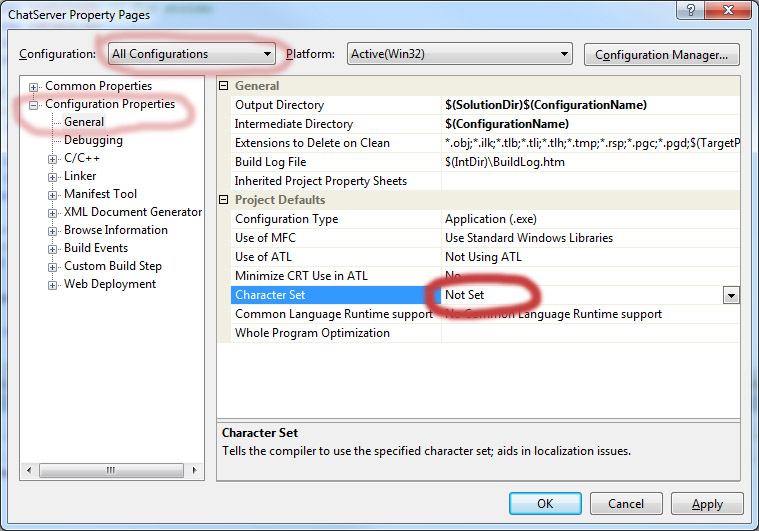 ChatServer Property Pages
Configuration: All Configurations Platform: Active(Win32) Configuration Manager...
Common Properties
Configuration Properties
General
Debugging
C/C++
Linker
Manifest Tool
XML Document Generator
Browse Information
Build Events
Custom Build Step
Web Deployment
General
Output Directory $(SolutionDir)$(ConfigurationName)
Intermediate Directory $(ConfigurationName)
Extensions to Delete on Clean *.obj;*.ilk;*.tlb;*.tli;*.tlh;*.tmp;*.rsp;*.pgc;*.pgd;$(TargetP
Build Log File $(IntDir)\BuildLog.htm
Inherited Project Property Sheets
Project Defaults
Configuration Type Application (.exe)
Use of MFC Use Standard Windows Libraries
Use of ATL Not Using ATL
Minimize CRT Use in ATL No
Character Set Not Set
Common Language Runtime support No Common Language Runtime support
Whole Program Optimization
Character Set
Tells the compiler to use the specified character set; aids in localization issues.
OK Cancel Apply